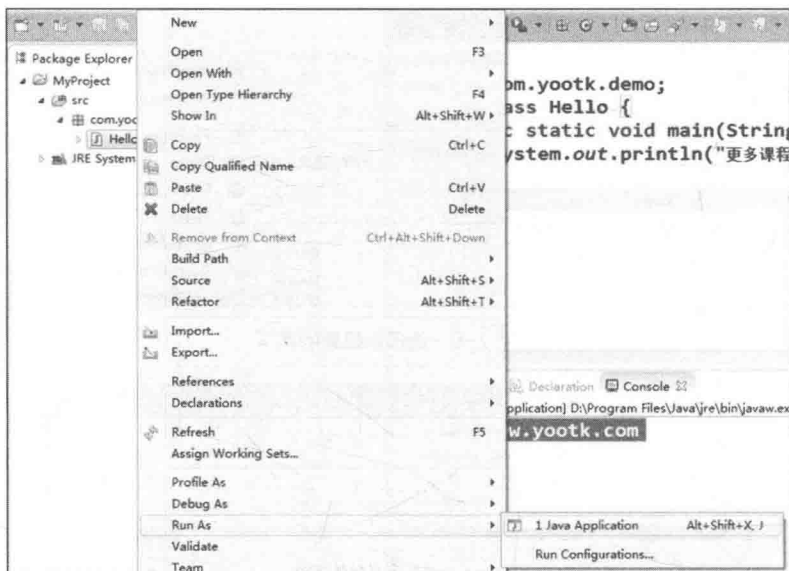 New
Open F3
Open With
Open Type Hierarchy F4
Show In Alt+Shift+W
Copy Ctrl+C
Copy Qualified Name
Paste Ctrl+V
Delete Delete
Remove from Context Ctrl+Alt+Shift+Down
Build Path
Source Alt+Shift+S
Refactor Alt+Shift+T
Import...
Export...
References
Declarations
Refresh F5
Assign Working Sets...
Profile As
Debug As
Run As
Validate
Team
1 Java Application Alt+Shift+X, J
Run Configurations...
Package Explorer
MyProject
src
com.yoo
Hello
JRE System
om.yootk.demo;
ass Hello {
c static void main(String
ystem.out.println("更多课程
Declaration Console
pplication] D:\Program Files\Java\jre\bin\javaw.ex
w.yootk.com